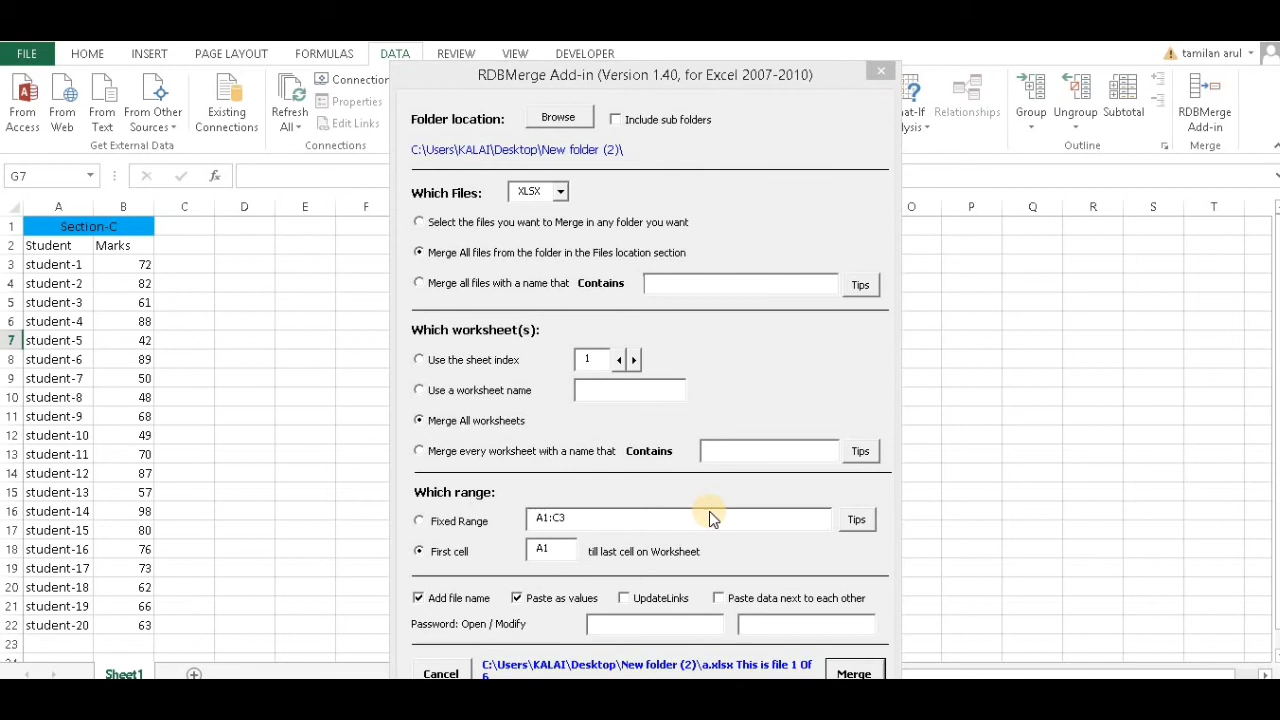 FILE HOME INSERT PAGE LAYOUT FORMULAS DATA REVIEW VIEW DEVELOPER tamilan arul
From Access
From Web
From Text
From Other Sources
Existing Connections
Refresh All
Properties
Edit Links
Relationships
Group
Ungroup
Subtotal
RDBMerge Add-in
Get External Data Connections Outline Merge
G7
RDBMerge Add-in (Version 1.40, for Excel 2007-2010)
Folder location: Browse Include sub folders
C:\Users\KALAI\Desktop\New folder (2)\
Which Files: XLSX
Select the files you want to Merge in any folder you want
Merge All files from the folder in the Files location section
Merge all files with a name that Contains Tips
Which worksheet(s):
Use the sheet index 1
Use a worksheet name
Merge All worksheets
Merge every worksheet with a name that Contains Tips
Which range:
Fixed Range A1:C3 Tips
First cell A1 till last cell on Worksheet
Add file name Paste as values UpdateLinks Paste data next to each other
Password: Open / Modify
Cancel C:\Users\KALAI\Desktop\New folder (2)\a.xlsx This is file 1 Of Merge
A B C D E F O P Q R S T
1 Section-C
2 Student Marks
3 student-1 72
4 student-2 82
5 student-3 61
6 student-4 88
7 student-5 42
8 student-6 89
9 student-7 50
10 student-8 48
11 student-9 68
12 student-10 49
13 student-11 70
14 student-12 87
15 student-13 57
16 student-14 98
17 student-15 80
18 student-16 76
19 student-17 73
20 student-18 62
21 student-19 66
22 student-20 63
23
Sheet1